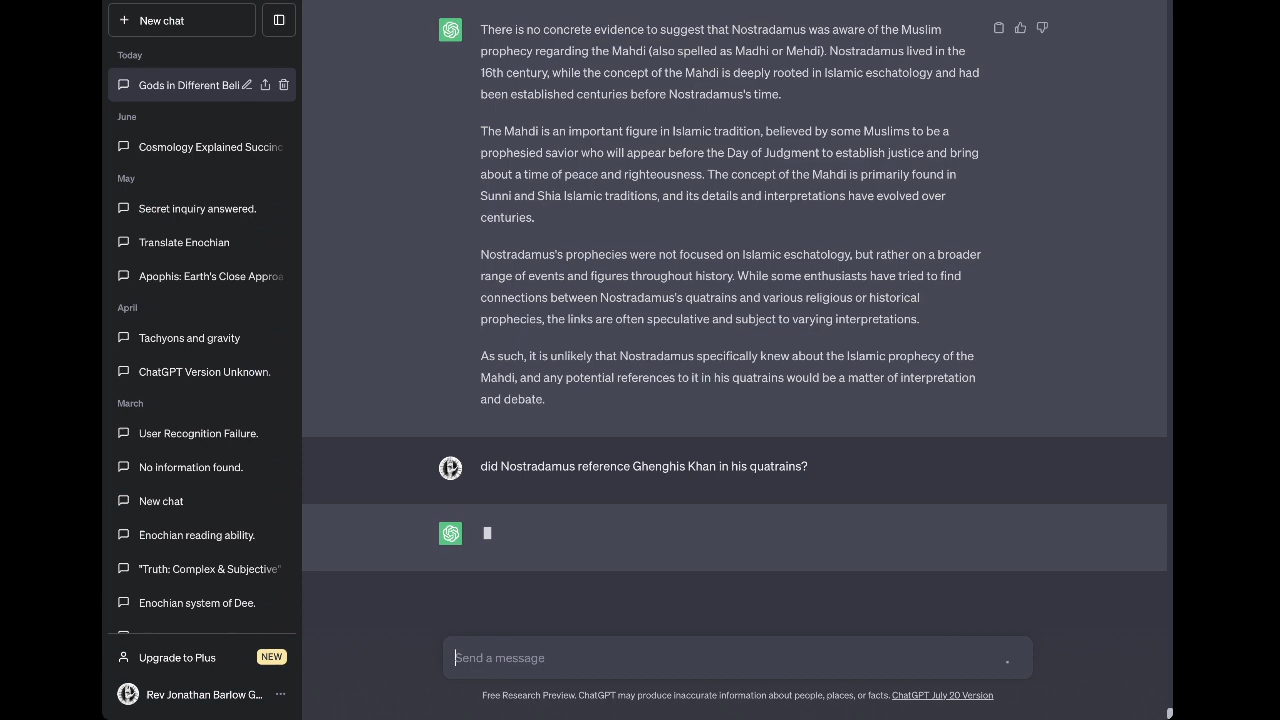 New chat
Today
Gods in Different Beli
June
Cosmology Explained Succinc
May
Secret inquiry answered.
Translate Enochian
Apophis: Earth's Close Approa
April
Tachyons and gravity
ChatGPT Version Unknown.
March
User Recognition Failure.
No information found.
New chat
Enochian reading ability.
"Truth: Complex & Subjective"
Enochian system of Dee.
Upgrade to Plus
NEW
Rev Jonathan Barlow G...
There is no concrete evidence to suggest that Nostradamus was aware of the Muslim
prophecy regarding the Mahdi (also spelled as Madhi or Mehdi). Nostradamus lived in the
16th century, while the concept of the Mahdi is deeply rooted in Islamic eschatology and had
been established centuries before Nostradamus's time.
The Mahdi is an important figure in Islamic tradition, believed by some Muslims to be a
prophesied savior who will appear before the Day of Judgment to establish justice and bring
about a time of peace and righteousness. The concept of the Mahdi is primarily found in
Sunni and Shia Islamic traditions, and its details and interpretations have evolved over
centuries.
Nostradamus's prophecies were not focused on Islamic eschatology, but rather on a broader
range of events and figures throughout history. While some enthusiasts have tried to find
connections between Nostradamus's quatrains and various religious or historical
prophecies, the links are often speculative and subject to varying interpretations.
As such, it is unlikely that Nostradamus specifically knew about the Islamic prophecy of the
Mahdi, and any potential references to it in his quatrains would be a matter of interpretation
and debate.
did Nostradamus reference Ghenghis Khan in his quatrains?
Send a message
Free Research Preview. ChatGPT may produce inaccurate information about people, places, or facts. ChatGPT July 20 Version